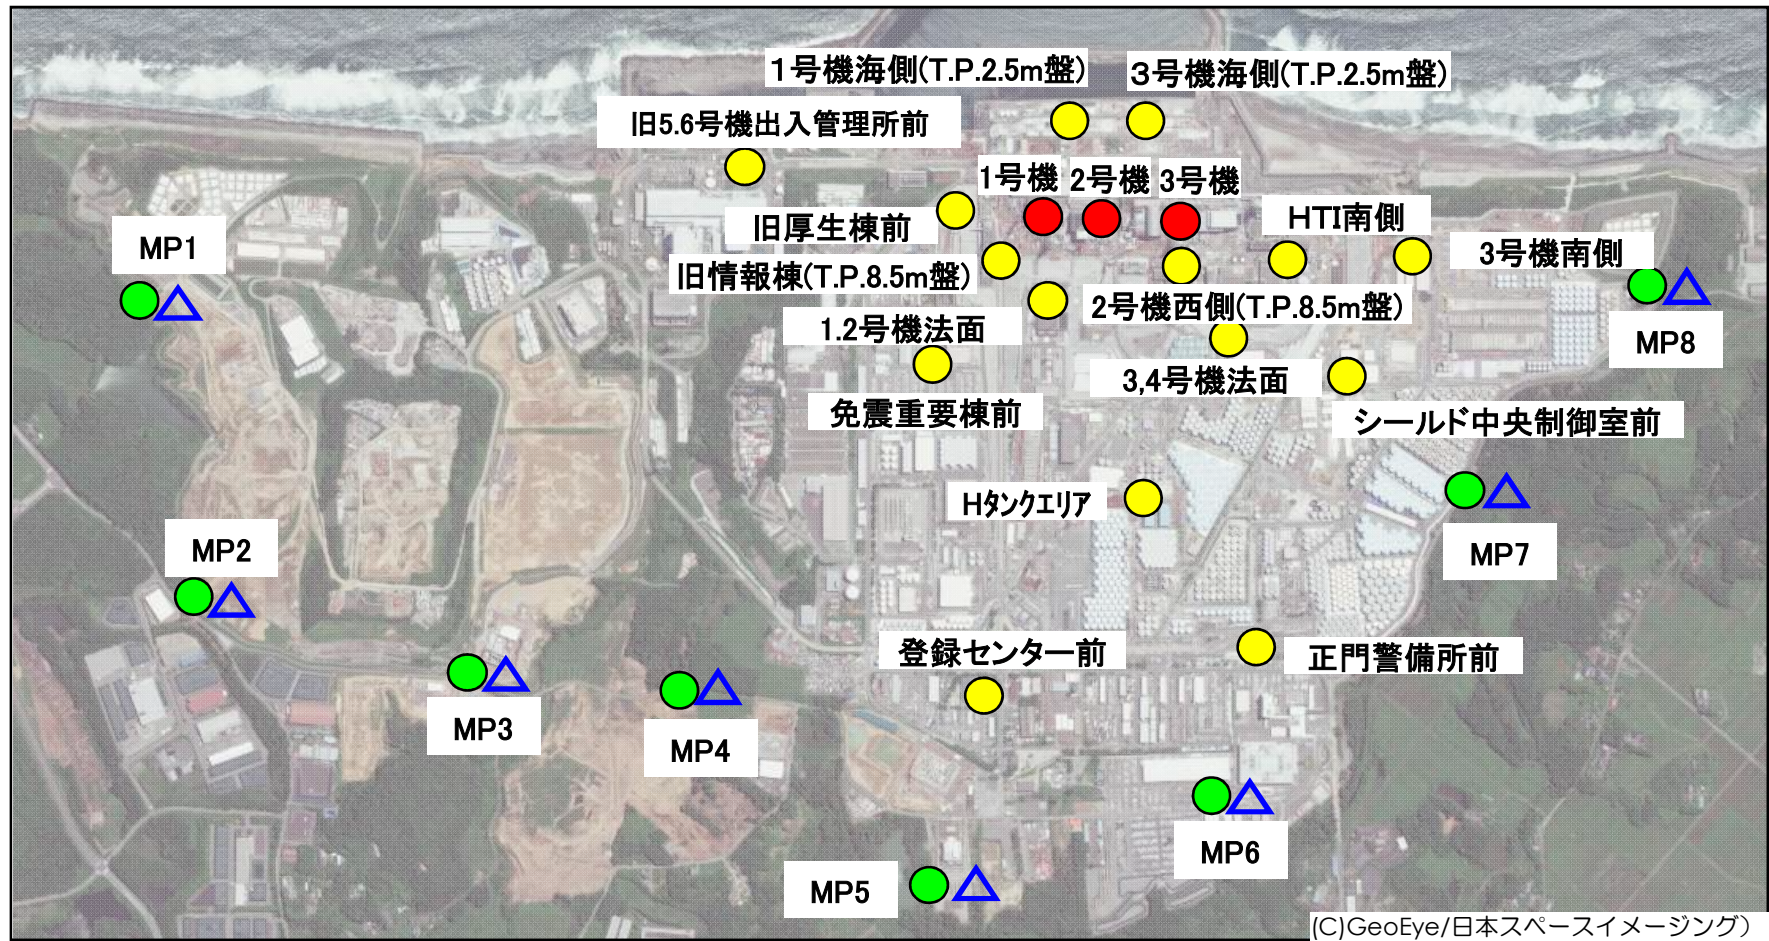 1号機海側(T.P.2.5m盤)
3号機海側(T.P.2.5m盤)
旧5.6号機出入管理所前
1号機
2号機
3号機
旧厚生棟前
HTI南側
MP1
3号機南側
旧情報棟(T.P.8.5m盤)
2号機西側(T.P.8.5m盤)
1.2号機法面
MP8
3,4号機法面
免震重要棟前
シールド中央制御室前
Hタンクエリア
MP2
MP7
登録センター前
正門警備所前
MP3
MP4
MP6
MP5
(C)GeoEye/日本スペースイメージング）